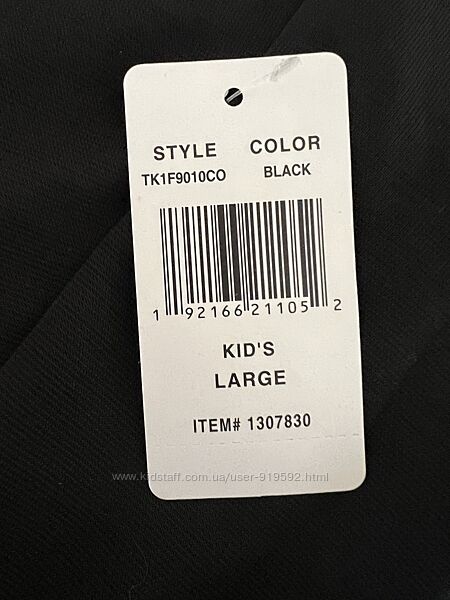 STYLE COLOR
TK1F9010CO BLACK
1 92166 21105 2
KID'S
LARGE
ITEM# 1307830
www.kidstaff.com.ua/user-919592.html